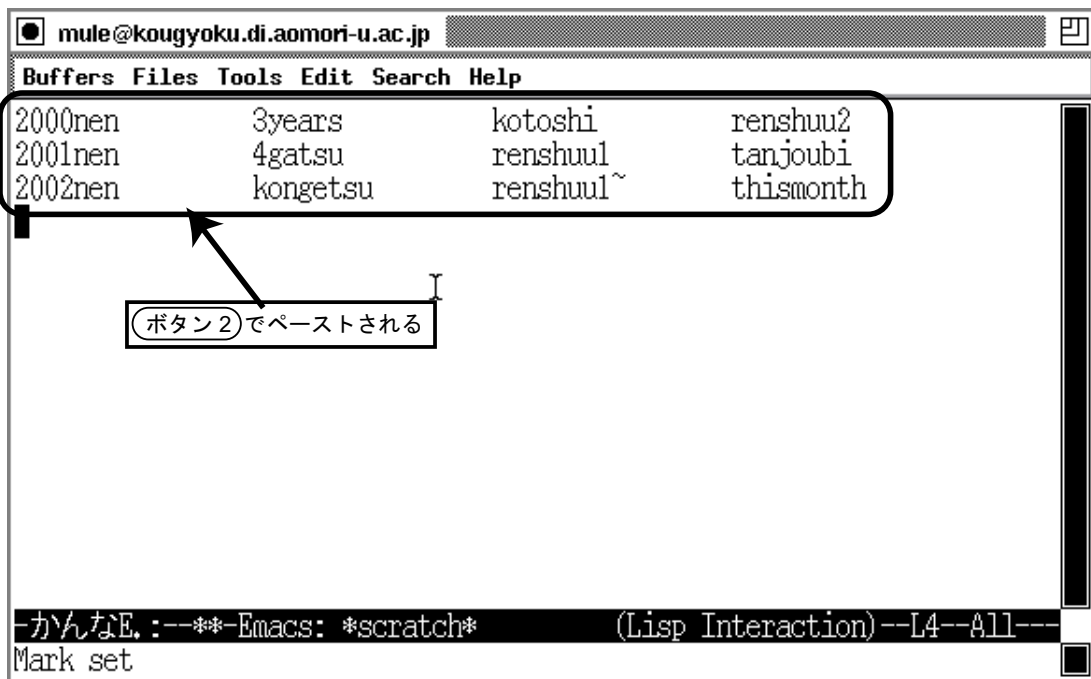 mule@kougyoku.di.aomori-u.ac.jp
Buffers Files Tools Edit Search Help
2000nen 3years kotoshi renshuu2
2001nen 4gatsu renshuu1 tanjoubi
2002nen kongetsu renshuu1~ thismonth
ボタン2でペーストされる
-かんなE.:--**-Emacs: *scratch* (Lisp Interaction)--L4--All---
Mark set